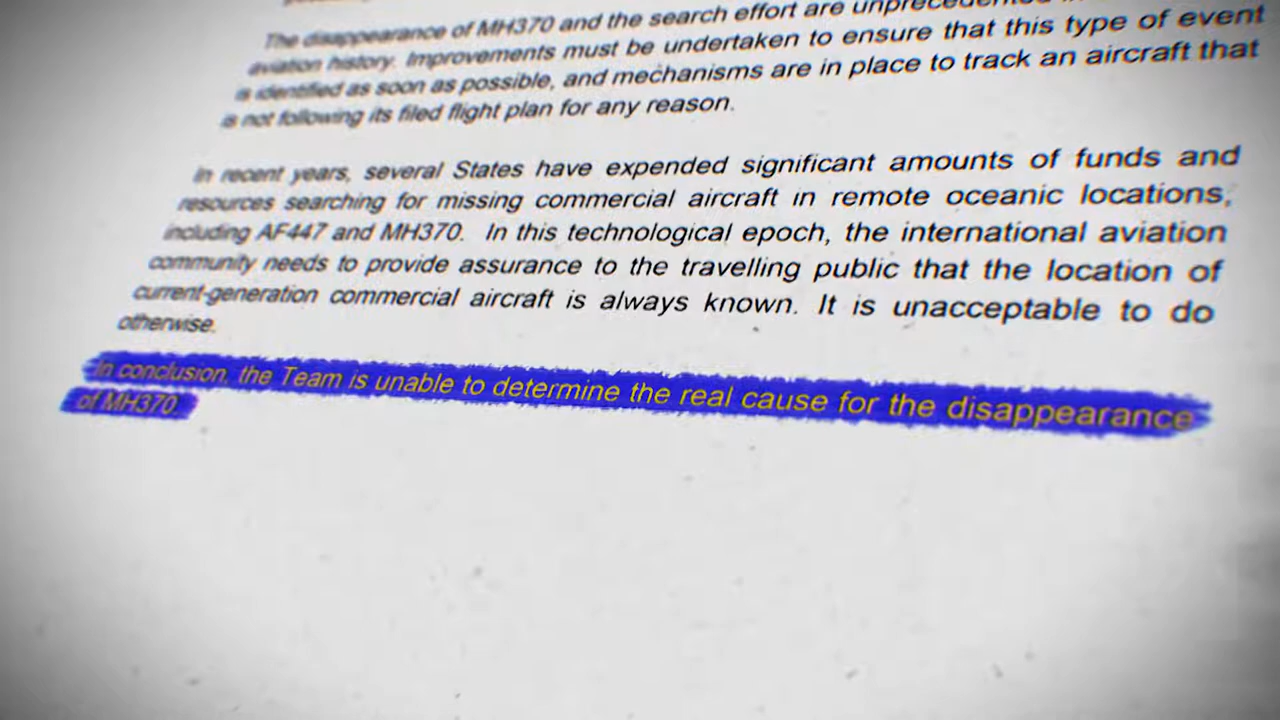 The disappearance of MH370 and the search effort are unprecedented in
aviation history. Improvements must be undertaken to ensure that this type of event
is identified as soon as possible, and mechanisms are in place to track an aircraft that
is not following its filed flight plan for any reason.
In recent years, several States have expended significant amounts of funds and
resources searching for missing commercial aircraft in remote oceanic locations,
including AF447 and MH370. In this technological epoch, the international aviation
community needs to provide assurance to the travelling public that the location of
current-generation commercial aircraft is always known. It is unacceptable to do
otherwise.
In conclusion, the Team is unable to determine the real cause for the disappearance
of MH370.